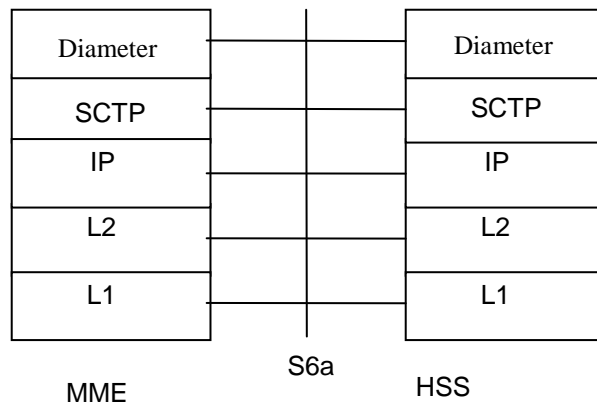 Diameter Diameter
SCTP SCTP
IP IP
L2 L2
L1 L1
S6a
MME HSS